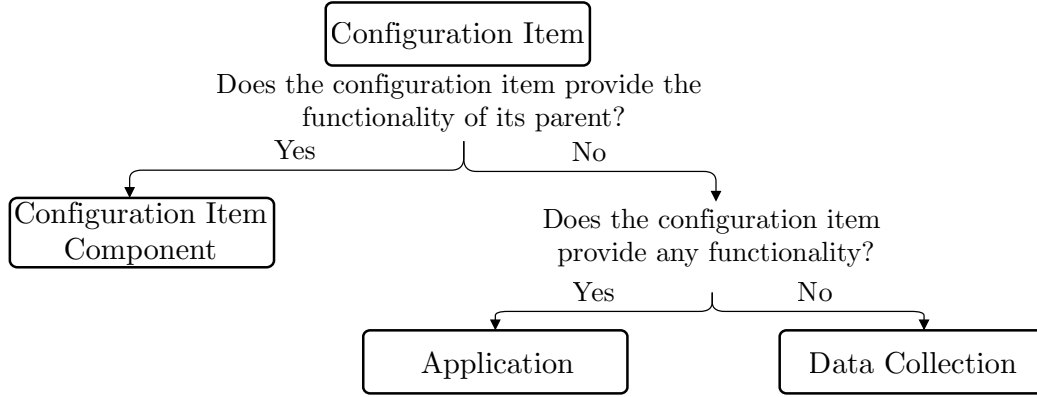 Configuration Item
Does the configuration item provide the
functionality of its parent?
Yes
No
Configuration Item
Component
Does the configuration item
provide any functionality?
Yes
No
Application
Data Collection